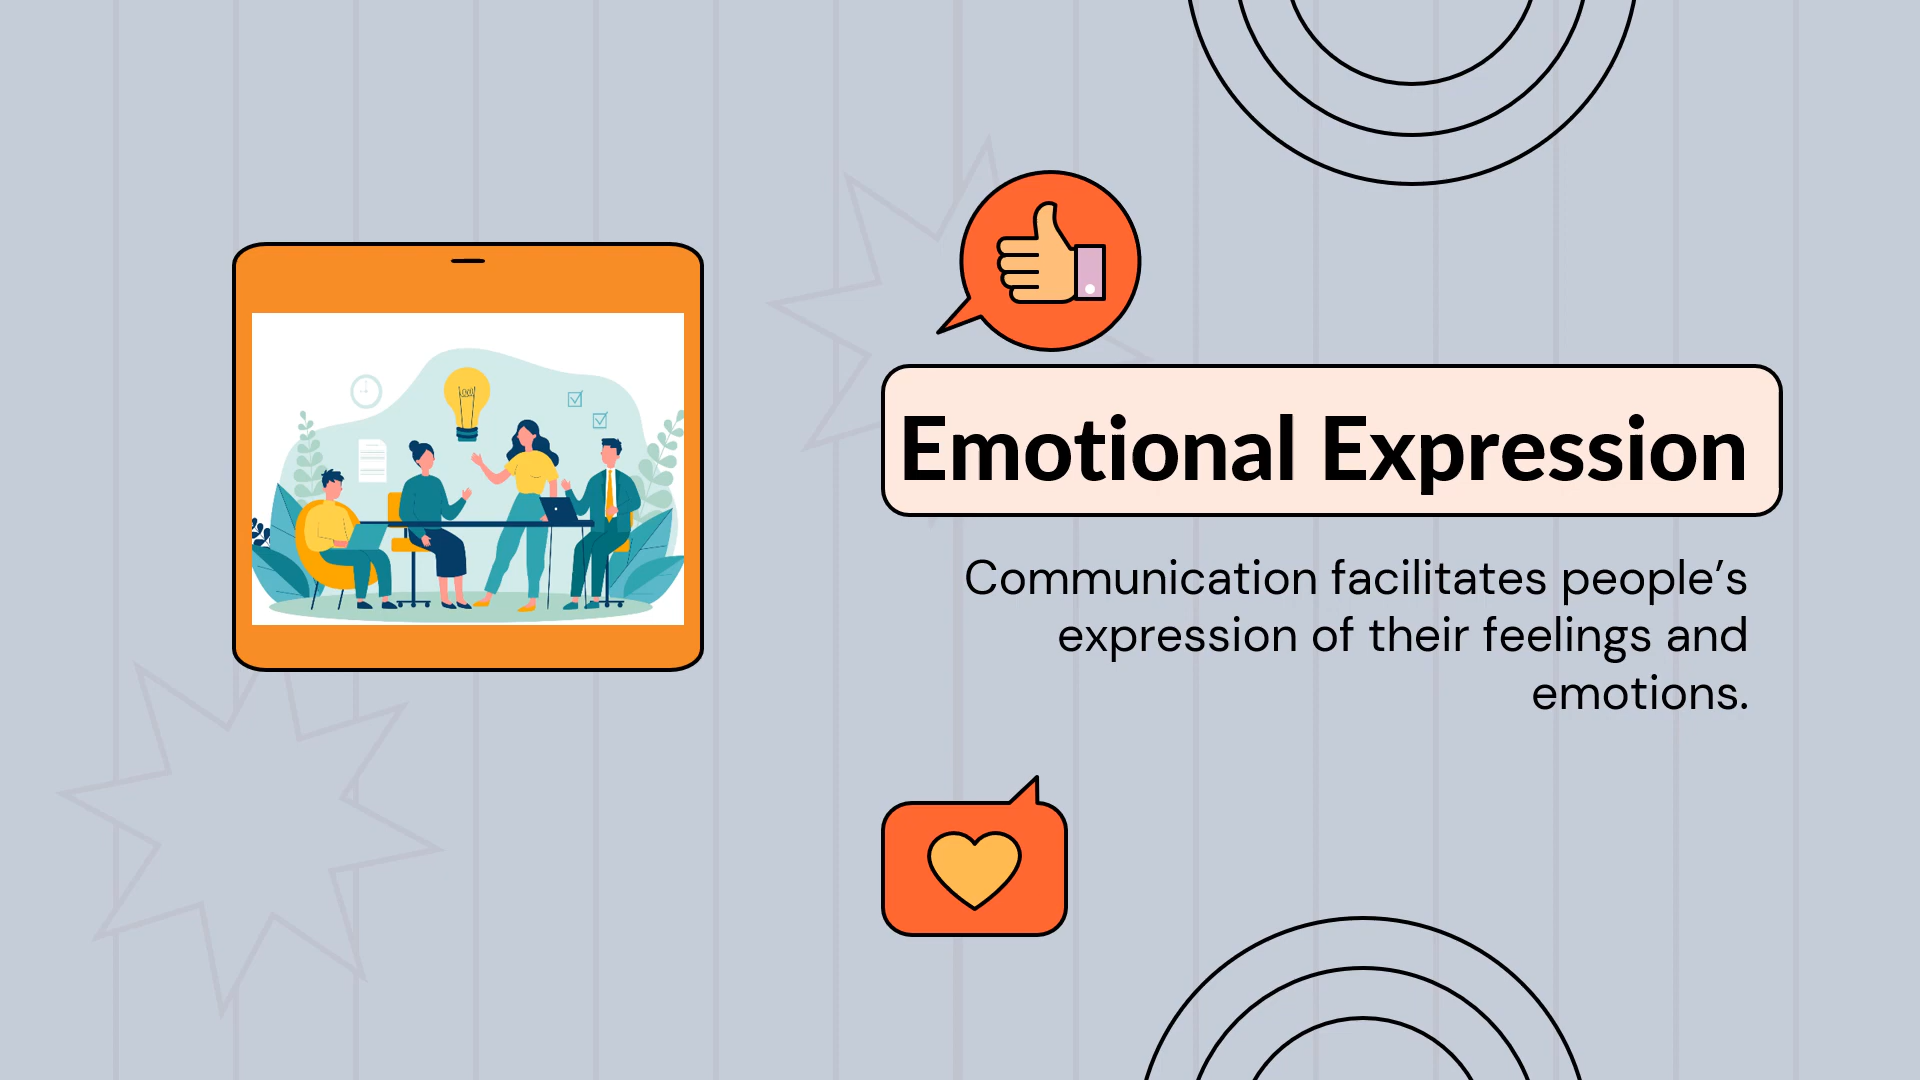 Emotional Expression
Communication facilitates people’s
expression of their feelings and
emotions.